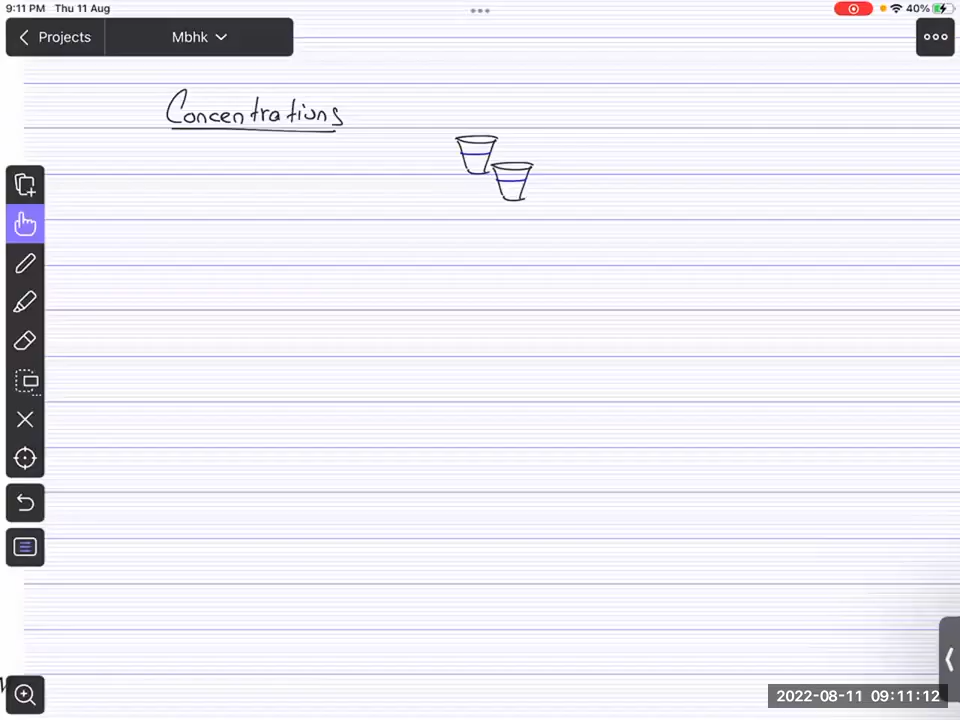 9:11 PM Thu 11 Aug
40%
Projects
Mbhk
Concentrations
2022-08-11 09:11:12